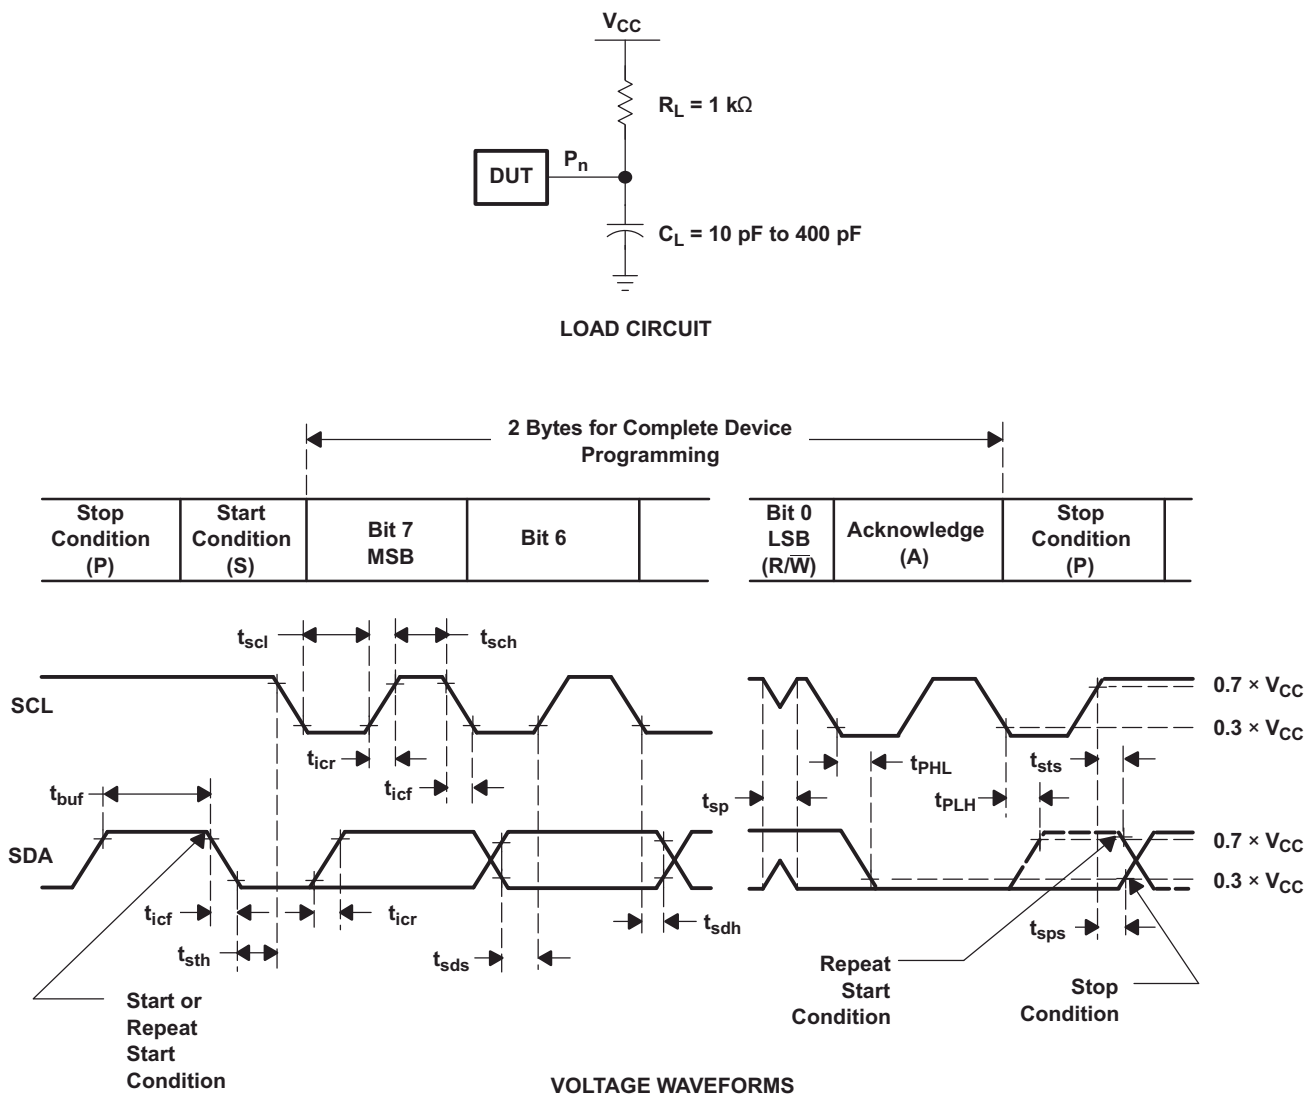 VCC
RL = 1 kΩ
DUT
Pn
CL = 10 pF to 400 pF
LOAD CIRCUIT
2 Bytes for Complete Device
Programming
Stop
Condition
(P)
Start
Condition
(S)
Bit 7
MSB
Bit 6
Bit 0
LSB
(R/W̅)
Acknowledge
(A)
Stop
Condition
(P)
tscl
tsch
SCL
0.7 × VCC
0.3 × VCC
ticr
ticf
tPHL
tsts
tbuf
tsp
tPLH
SDA
0.7 × VCC
0.3 × VCC
ticf
ticr
tsdh
tsps
tsth
tsds
Start or
Repeat
Start
Condition
Repeat
Start
Condition
Stop
Condition
VOLTAGE WAVEFORMS